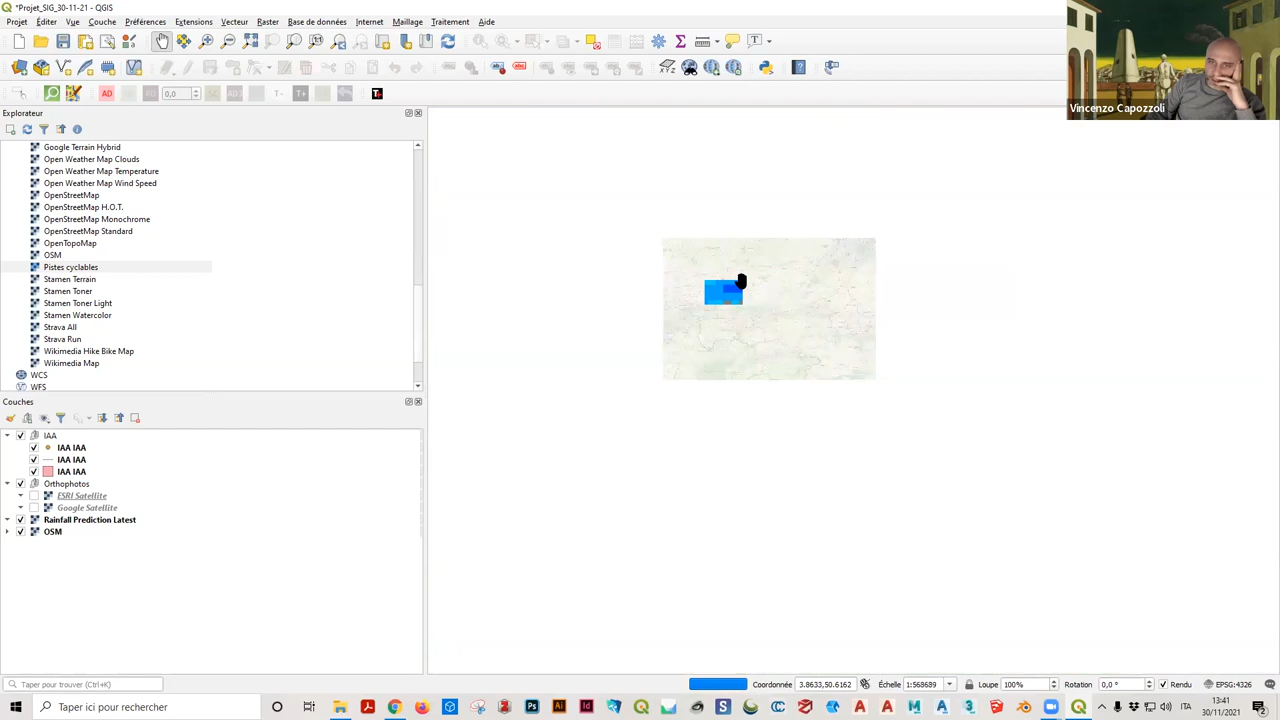 *Projet_SIG_30-11-21 - QGIS
Projet Éditer Vue Couche Préférences Extensions Vecteur Raster Base de données Internet Maillage Traitement Aide
Vincenzo Capozzoli
0,0
Explorateur
Google Terrain Hybrid
Open Weather Map Clouds
Open Weather Map Temperature
Open Weather Map Wind Speed
OpenStreetMap
OpenStreetMap H.O.T.
OpenStreetMap Monochrome
OpenStreetMap Standard
OpenTopoMap
OSM
Pistes cyclables
Stamen Terrain
Stamen Toner
Stamen Toner Light
Stamen Watercolor
Strava All
Strava Run
Wikimedia Hike Bike Map
Wikimedia Map
WCS
WFS
Couches
IAA
IAA IAA
IAA IAA
IAA IAA
Orthophotos
ESRI Satellite
Google Satellite
Rainfall Prediction Latest
OSM
Taper pour trouver (Ctrl+K)
Coordonnée 3.8633,50.6162 Échelle 1:568689 Loupe 100% Rotation 0,0 ° Rendu EPSG:4326
Taper ici pour rechercher
ITA
13:41
30/11/2021